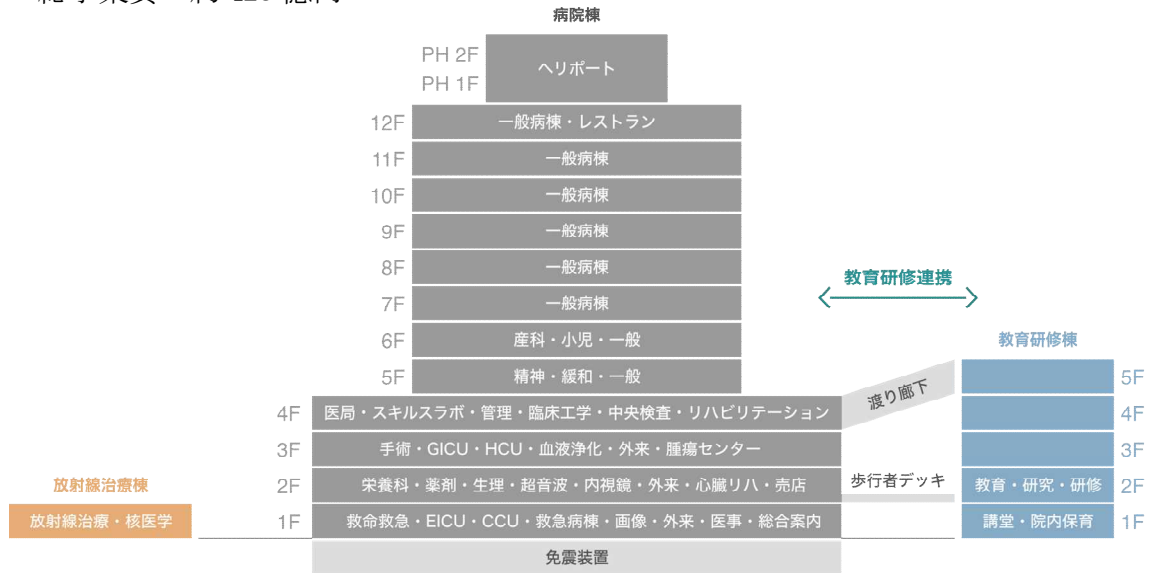 病院棟
PH 2F
ヘリポート
PH 1F
12F 一般病棟・レストラン
11F 一般病棟
10F 一般病棟
9F 一般病棟
8F 一般病棟
7F 一般病棟
教育研修連携
6F 産科・小児・一般
教育研修棟
5F 精神・緩和・一般
5F
渡り廊下
4F 医局・スキルスラボ・管理・臨床工学・中央検査・リハビリテーション
4F
3F 手術・GICU・HCU・血液浄化・外来・腫瘍センター
3F
放射線治療棟
2F 栄養科・薬剤・生理・超音波・内視鏡・外来・心臓リハ・売店
歩行者デッキ
教育・研究・研修 2F
放射線治療・核医学
1F 救命救急・EICU・CCU・救急病棟・画像・外来・医事・総合案内
講堂・院内保育 1F
免震装置